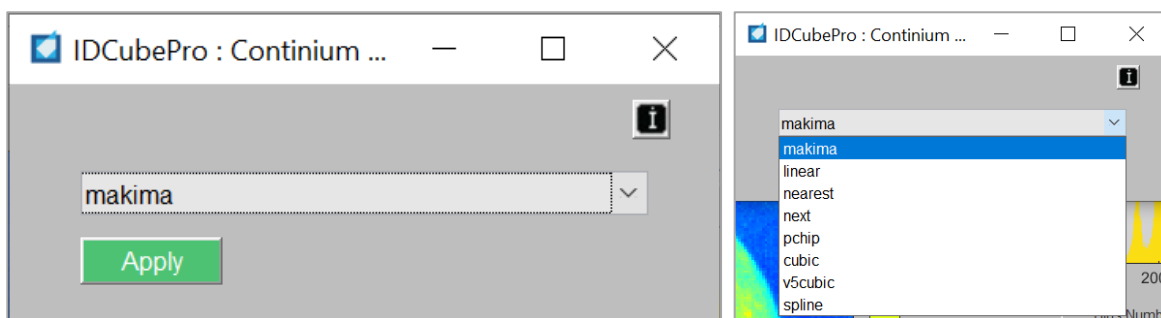 IDCubePro : Continium ...
makima
Apply
IDCubePro : Continium ...
makima
makima
linear
nearest
next
pchip
cubic
v5cubic
spline
200